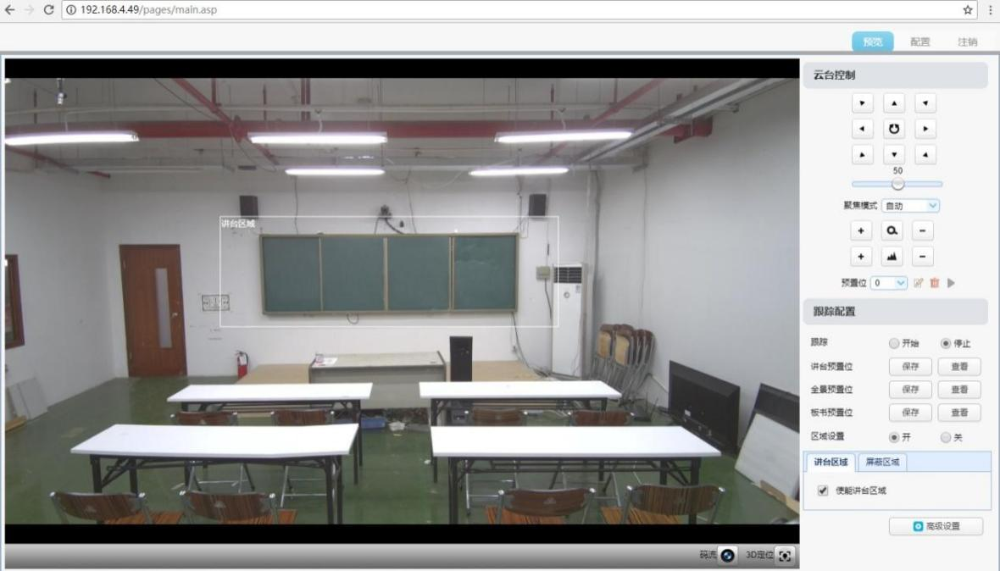 192.168.4.49/pages/main.asp
预览 配置 注销
云台控制
50
聚焦模式 自动
预置位 0
跟踪配置
跟踪 开始 停止
讲台预置位 保存 查看
全景预置位 保存 查看
板书预置位 保存 查看
区域设置 开 关
讲台区域 屏蔽区域
使能讲台区域
高级设置
讲台区域
码流 3D定位